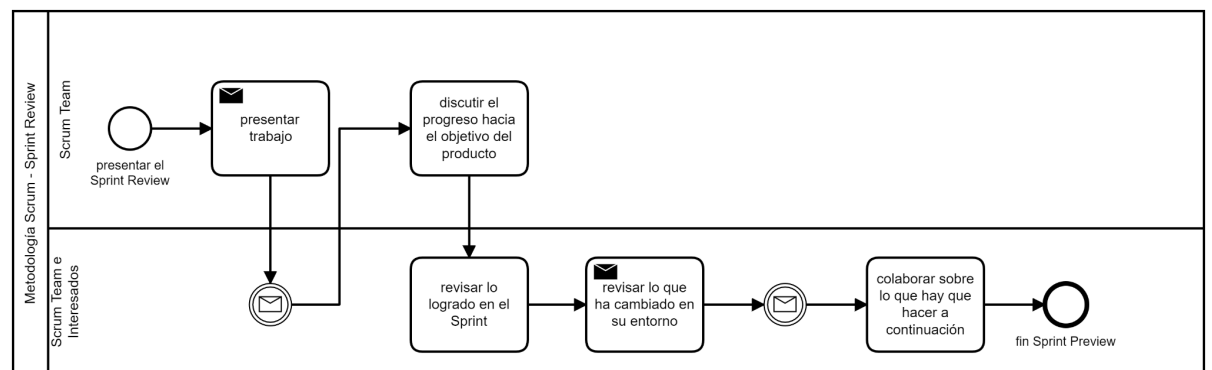 Metodología Scrum - Sprint Review
Scrum Team
presentar el
Sprint Review
presentar
trabajo
discutir el
progreso hacia
el objetivo del
producto
Scrum Team e
Interesados
revisar lo
logrado en el
Sprint
revisar lo que
ha cambiado en
su entorno
colaborar sobre
lo que hay que
hacer a
continuación
fin Sprint Preview